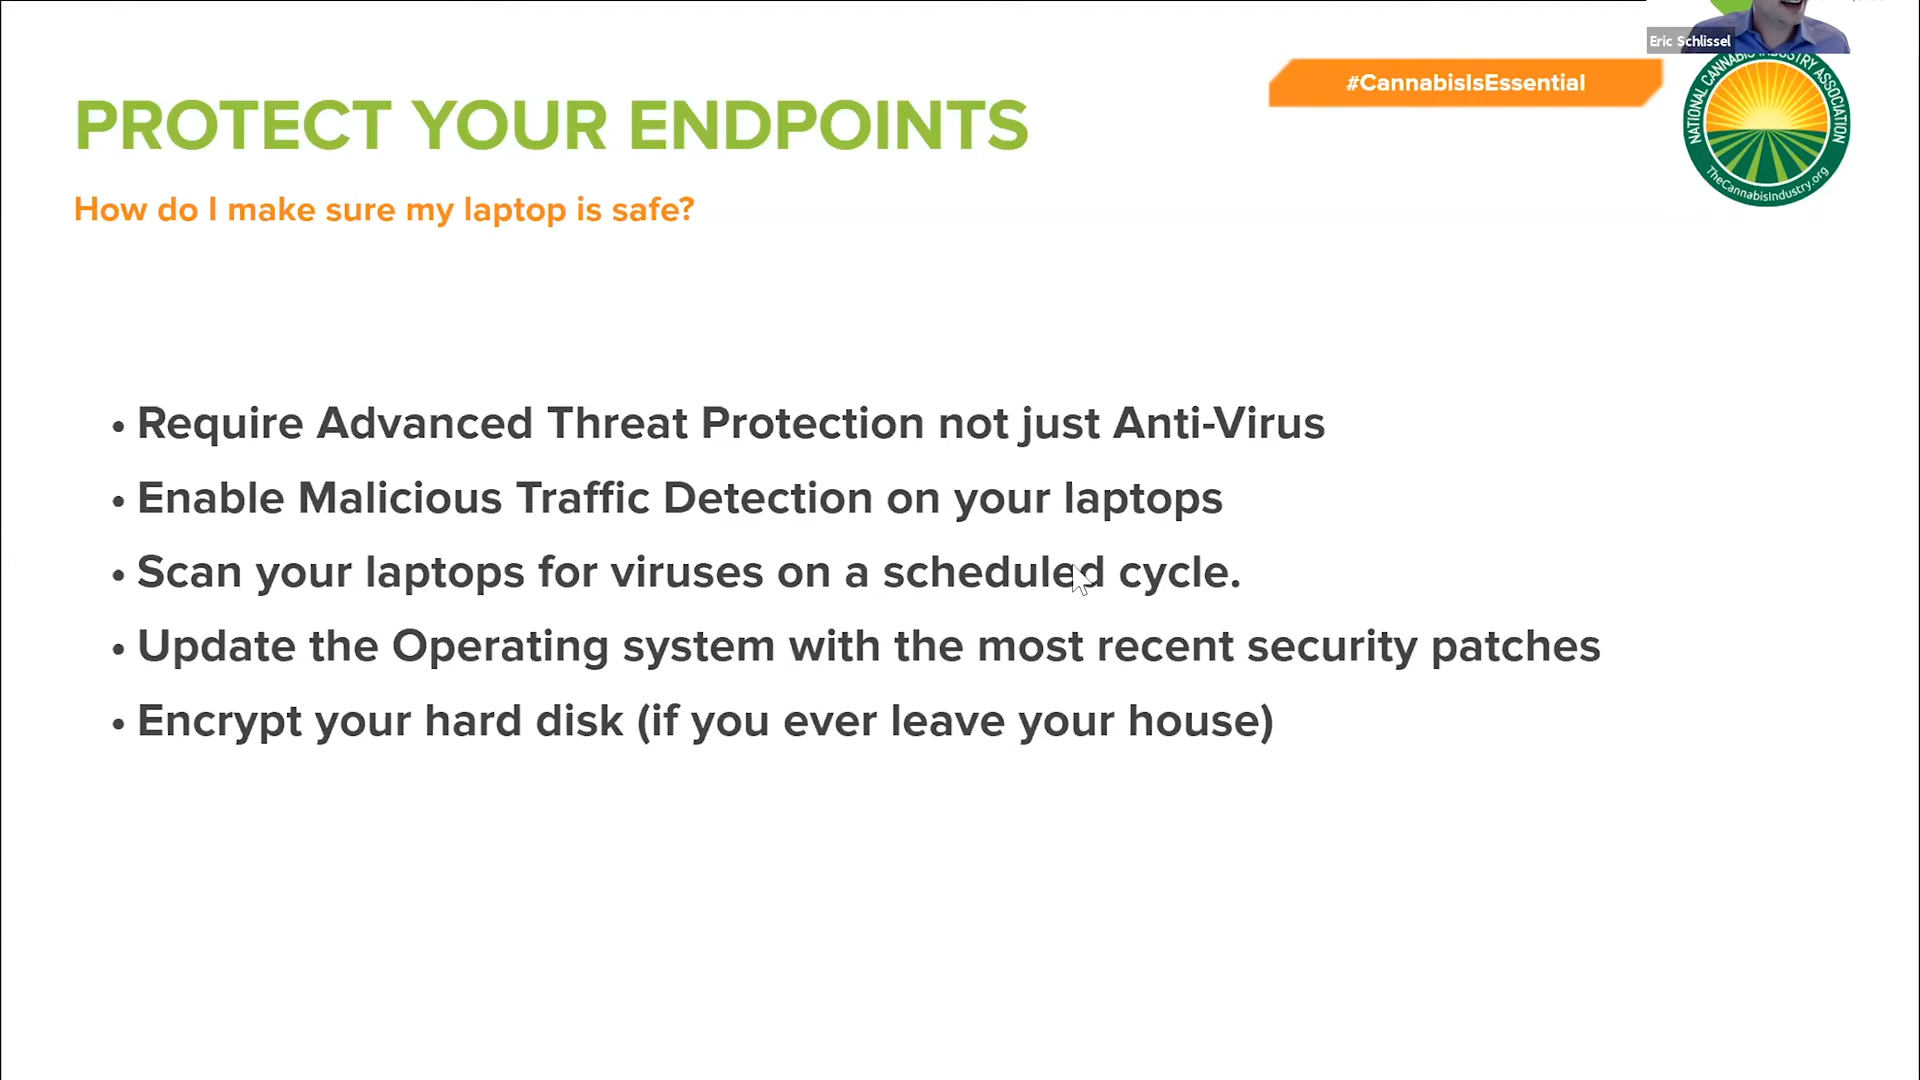 Eric Schlissel
#CannabisIsEssential
NATIONAL CANNABIS INDUSTRY ASSOCIATION
TheCannabisIndustry.org
PROTECT YOUR ENDPOINTS
How do I make sure my laptop is safe?
• Require Advanced Threat Protection not just Anti-Virus
• Enable Malicious Traffic Detection on your laptops
• Scan your laptops for viruses on a scheduled cycle.
• Update the Operating system with the most recent security patches
• Encrypt your hard disk (if you ever leave your house)